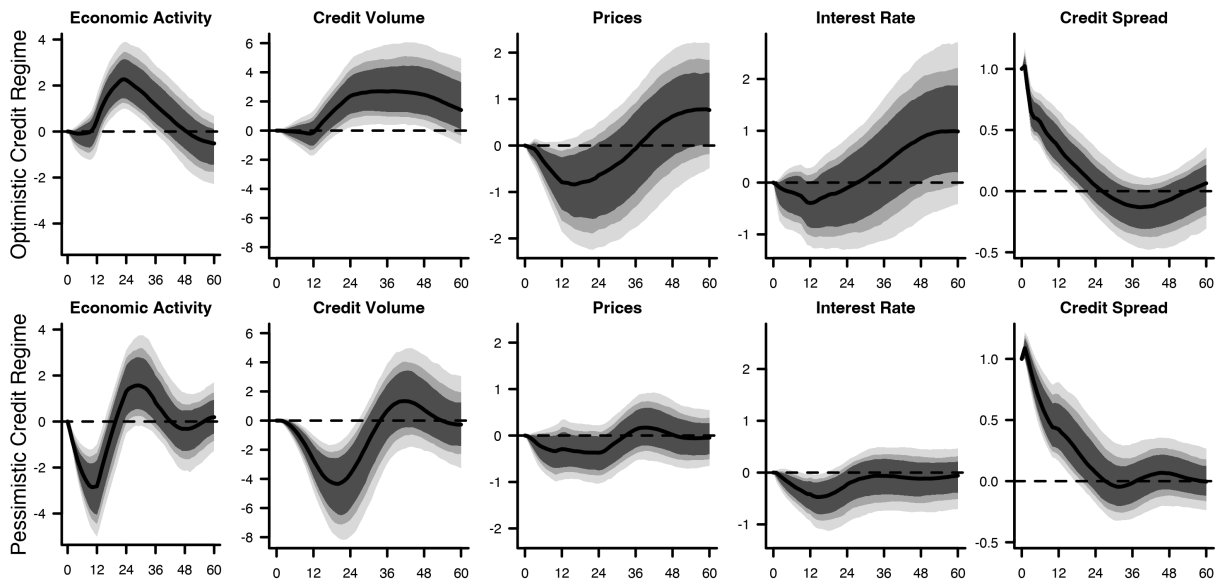 Economic Activity Credit Volume Prices Interest Rate Credit Spread
Optimistic Credit Regime
4 6 2 2 1.0
2 4 1 1 0.5
0 2 0 0 0.0
-2 0 -1 -1 -0.5
-4 -2 -2
-4
-6
-8
0 12 24 36 48 60 0 12 24 36 48 60 0 12 24 36 48 60 0 12 24 36 48 60 0 12 24 36 48 60
Economic Activity Credit Volume Prices Interest Rate Credit Spread
Pessimistic Credit Regime
4 6 2 2 1.0
2 4 1 1 0.5
0 2 0 0 0.0
-2 0 -1 -1 -0.5
-4 -2 -2
-4
-6
-8
0 12 24 36 48 60 0 12 24 36 48 60 0 12 24 36 48 60 0 12 24 36 48 60 0 12 24 36 48 60